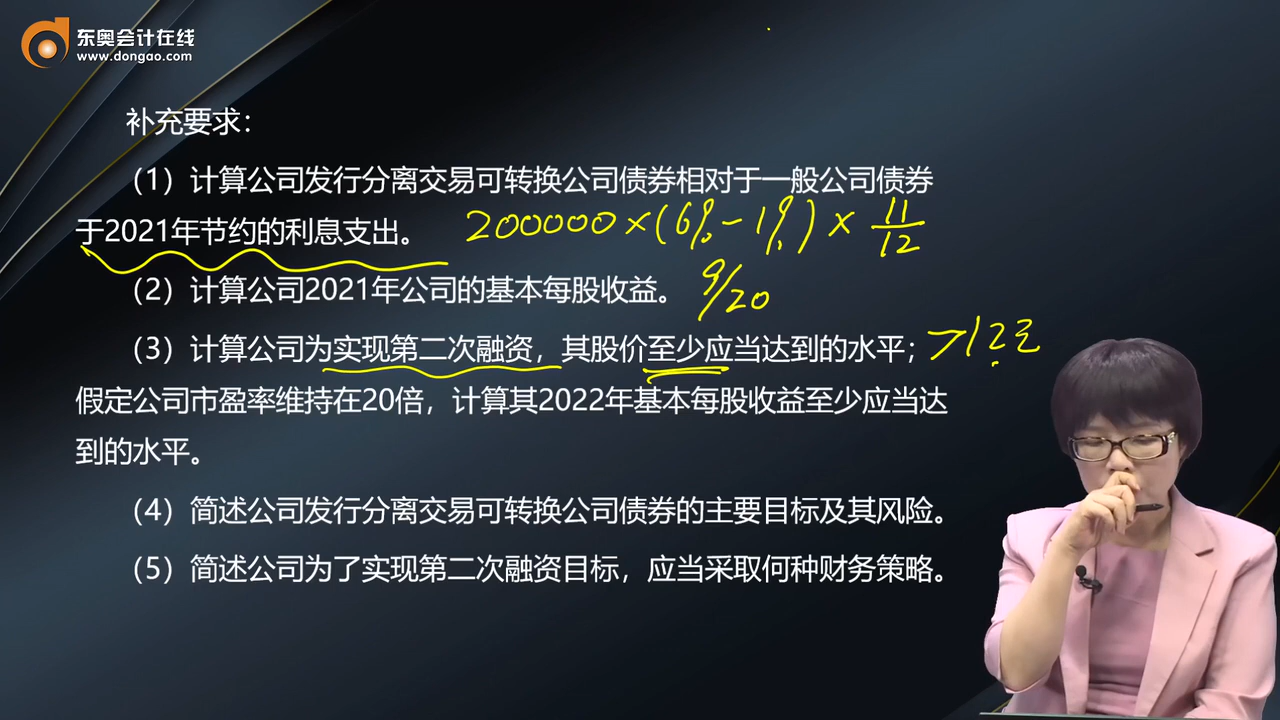 东奥会计在线
www.dongao.com
补充要求：
（1）计算公司发行分离交易可转换公司债券相对于一般公司债券
于2021年节约的利息支出。 200000×(6%-1%)×11/12
（2）计算公司2021年公司的基本每股收益。 9/20
（3）计算公司为实现第二次融资，其股价至少应当达到的水平；
假定公司市盈率维持在20倍，计算其2022年基本每股收益至少应当达
到的水平。
（4）简述公司发行分离交易可转换公司债券的主要目标及其风险。
（5）简述公司为了实现第二次融资目标，应当采取何种财务策略。